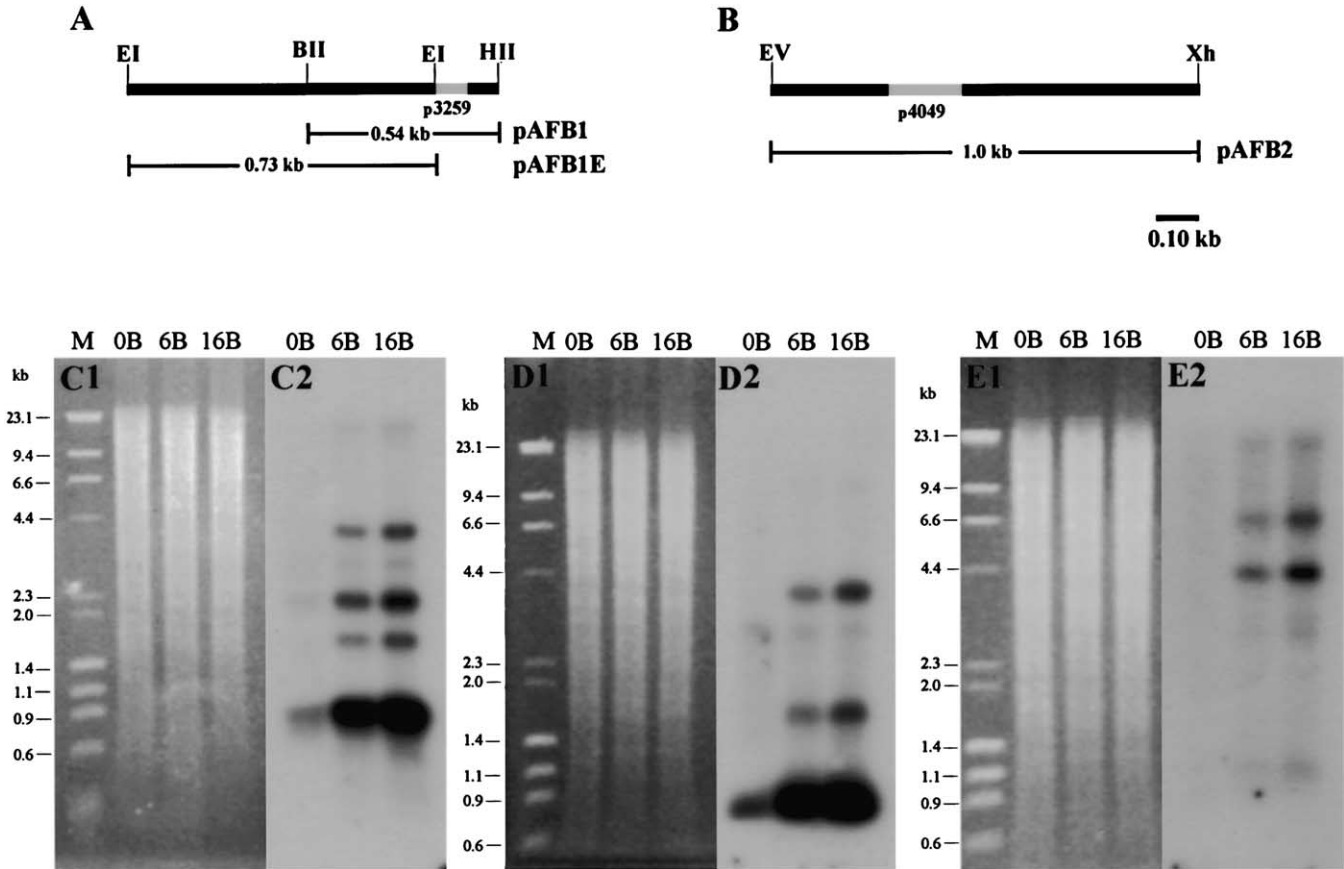 A
EI BII EI HII
p3259
0.54 kb pAFB1
0.73 kb pAFB1E
B
EV Xh
p4049
1.0 kb pAFB2
0.10 kb
M 0B 6B 16B 0B 6B 16B
kb
C1 C2
23.1
9.4
6.6
4.4
2.3
2.0
1.4
1.1
0.9
0.6
M 0B 6B 16B 0B 6B 16B
D1 D2
kb
23.1
9.4
6.6
4.4
2.3
2.0
1.4
1.1
0.9
0.6
M 0B 6B 16B 0B 6B 16B
E1 E2
kb
23.1
9.4
6.6
4.4
2.3
2.0
1.4
1.1
0.9
0.6